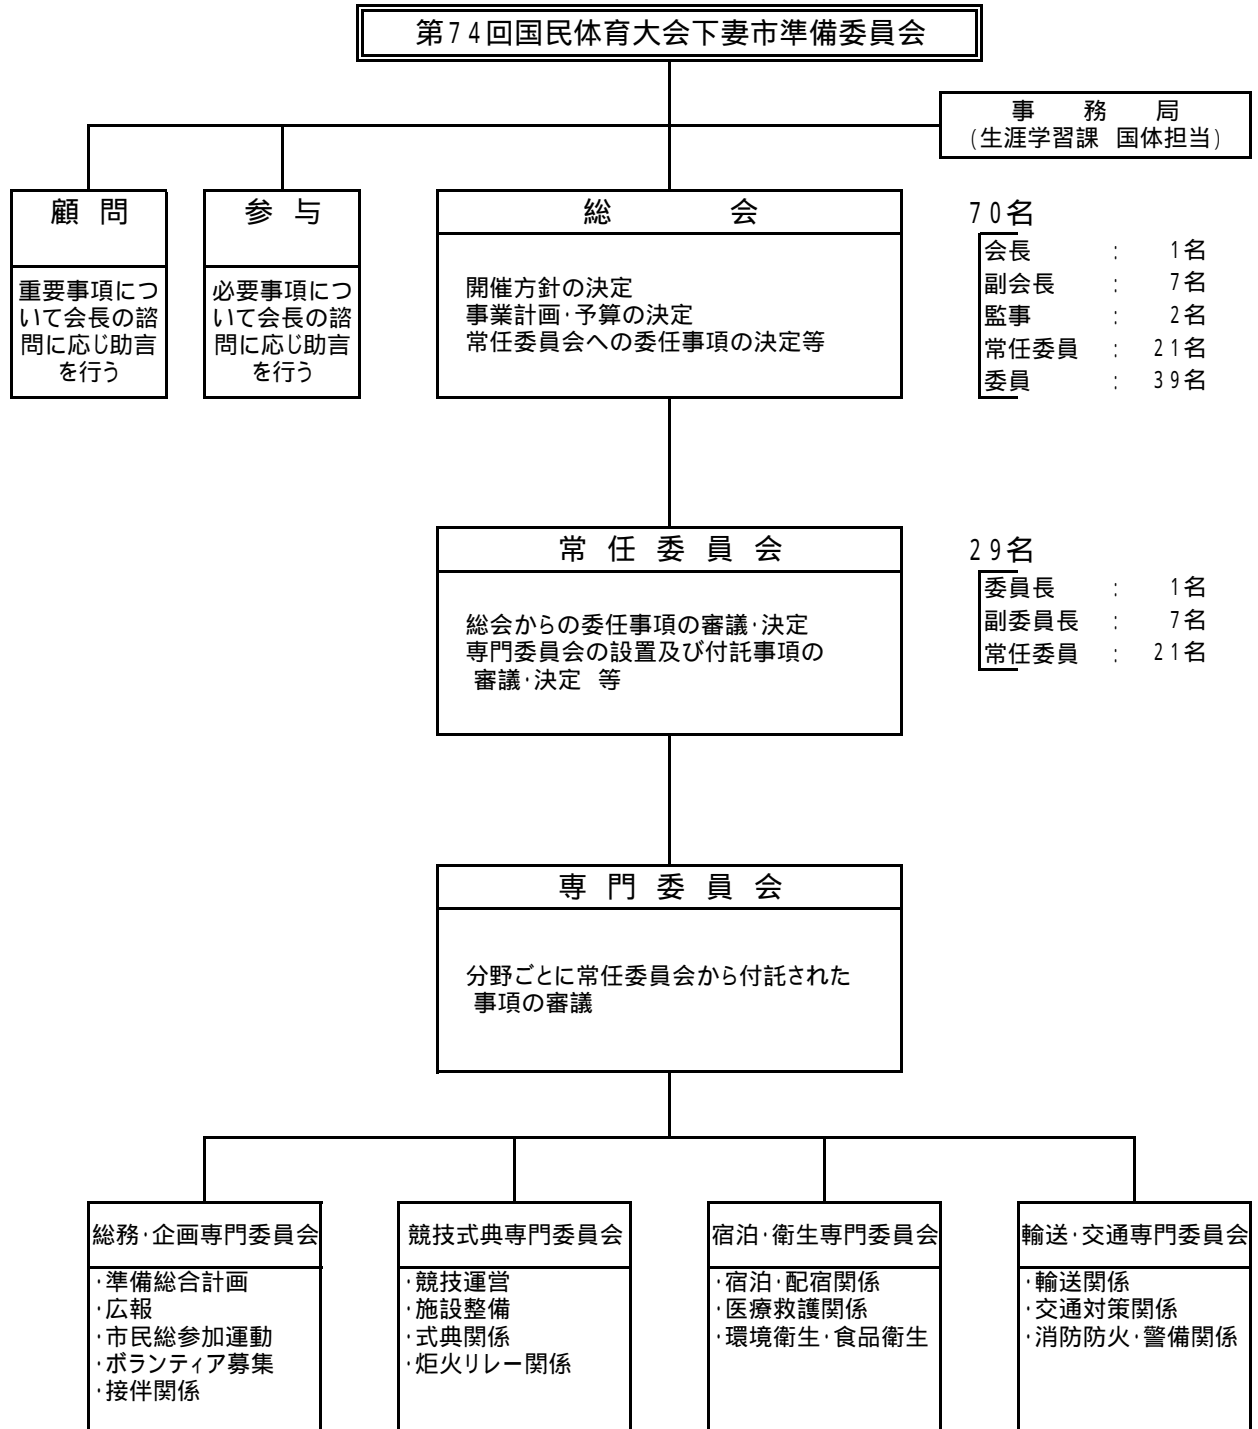 第74回国民体育大会下妻市準備委員会
事　務　局
(生涯学習課 国体担当)
顧 問
重要事項につ
いて会長の諮
問に応じ助言
を行う
参 与
必要事項につ
いて会長の諮
問に応じ助言
を行う
総　会
開催方針の決定
事業計画・予算の決定
常任委員会への委任事項の決定等
70名
会長 : 1名
副会長 : 7名
監事 : 2名
常任委員 : 21名
委員 : 39名
常 任 委 員 会
総会からの委任事項の審議・決定
専門委員会の設置及び付託事項の
審議・決定 等
29名
委員長 : 1名
副委員長 : 7名
常任委員 : 21名
専 門 委 員 会
分野ごとに常任委員会から付託された
事項の審議
総務・企画専門委員会
・準備総合計画
・広報
・市民総参加運動
・ボランティア募集
・接伴関係
競技式典専門委員会
・競技運営
・施設整備
・式典関係
・炬火リレー関係
宿泊・衛生専門委員会
・宿泊・配宿関係
・医療救護関係
・環境衛生・食品衛生
輸送・交通専門委員会
・輸送関係
・交通対策関係
・消防防火・警備関係